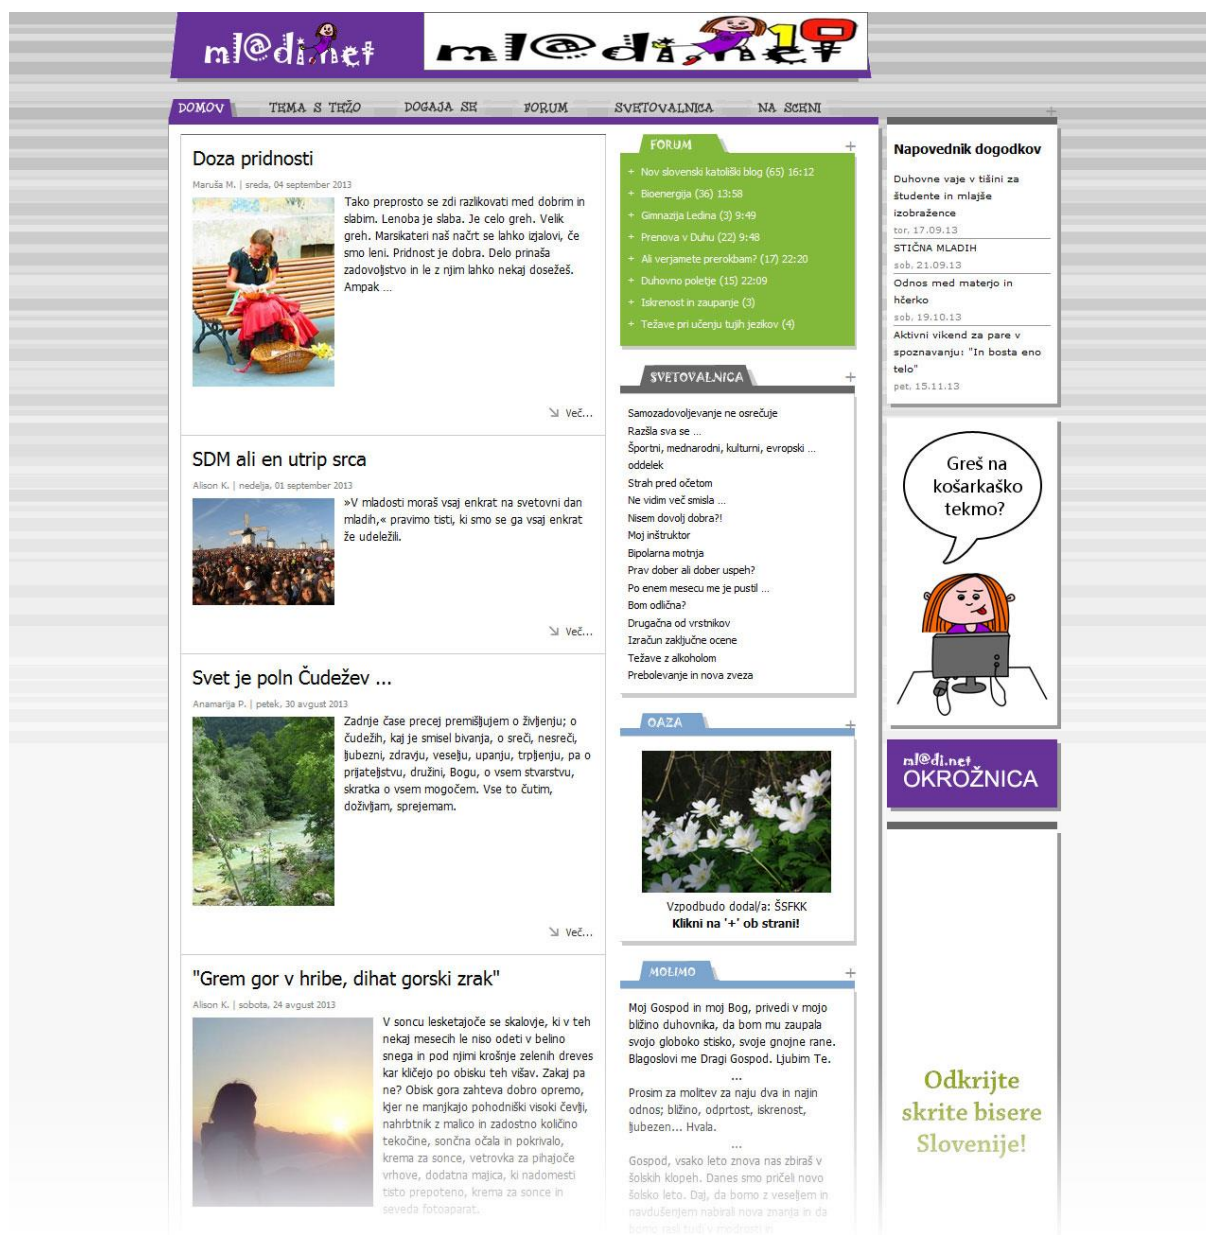 ml@di.net
ml@di.net
10
DOMOV
TEMA S TEŽO
DOGAJA SE
FORUM
SVETOVALNICA
NA SCENI
Doza pridnosti
Maruša M. | sreda, 04 september 2013
Tako preprosto se zdi razlikovati med dobrim in
slabim. Lenoba je slaba. Je celo greh. Velik
greh. Marsikateri naš načrt se lahko izjalovi, če
smo leni. Pridnost je dobra. Delo prinaša
zadovoljstvo in le z njim lahko nekaj dosežeš.
Ampak ...
Več...
SDM ali en utrip srca
Alison K. | nedelja, 01 september 2013
»V mladosti moraš vsaj enkrat na svetovni dan
mladih,« pravimo tisti, ki smo se ga vsaj enkrat
že udeležili.
Več...
Svet je poln Čudežev ...
Anamarija P. | petek, 30 avgust 2013
Zadnje čase precej premišljujem o življenju; o
čudežih, kaj je smisel bivanja, o sreči, nesreči,
ljubezni, zdravju, veselju, upanju, trpljenju, pa o
prijateljstvu, družini, Bogu, o vsem stvarstvu,
skratka o vsem mogočem. Vse to čutim,
doživljam, sprejemam.
Več...
"Grem gor v hribe, dihat gorski zrak"
Alison K. | sobota, 24 avgust 2013
V soncu lesketajoče se skalovje, ki v teh
nekaj mesecih le niso odeti v belino
snega in pod njimi krošnje zelenih dreves
kar kličejo po obisku teh višav. Zakaj pa
ne? Obisk gora zahteva dobro opremo,
kjer ne manjkajo pohodniški visoki čevlji,
nahrbtnik z malico in zadostno količino
tekočine, sončna očala in pokrivalo,
krema za sonce, vetrovka za pihajoče
vrhove, dodatna majica, ki nadomesti
tisto prepoteno, krema za sonce in
seveda fotoaparat.
FORUM
+ Nov slovenski katoliški blog (65) 16:12
+ Bioenergija (36) 13:58
+ Gimnazija Ledina (3) 9:49
+ Prenova v Duhu (22) 9:48
+ Ali verjamete prerokbam? (17) 22:20
+ Duhovno poletje (15) 22:09
+ Iskrenost in zaupanje (3)
+ Težave pri učenju tujih jezikov (4)
SVETOVALNICA
Samozadovoljevanje ne osrečuje
Razšla sva se ...
Športni, mednarodni, kulturni, evropski ...
oddelek
Strah pred očetom
Ne vidim več smisla ...
Nisem dovolj dobra?!
Moj inštruktor
Bipolarna motnja
Prav dober ali dober uspeh?
Po enem mesecu me je pustil ...
Bom odlična?
Drugačna od vrstnikov
Izračun zaključne ocene
Težave z alkoholom
Prebolevanje in nova zveza
OAZA
Vzpodbudo dodal/a: ŠSFKK
Klikni na '+' ob strani!
MOLIMO
Moj Gospod in moj Bog, privedi v mojo
bližino duhovnika, da bom mu zaupala
svojo globoko stisko, svoje gnojne rane.
Blagoslovi me Dragi Gospod. Ljubim Te.
...
Prosim za molitev za naju dva in najin
odnos; bližino, odprtost, iskrenost,
ljubezen... Hvala.
...
Gospod, vsako leto znova nas zbiraš v
šolskih klopeh. Danes smo pričeli novo
šolsko leto. Daj, da bomo z veseljem in
navdušenjem nabirali nova znanja in da
bomo rasli tudi v modrosti in
Napovednik dogodkov
Duhovne vaje v tišini za
študente in mlajše
izobražence
tor, 17.09.13
STIČNA MLADIH
sob, 21.09.13
Odnos med materjo in
hčerko
sob, 19.10.13
Aktivni vikend za pare v
spoznavanju: "In bosta eno
telo"
pet, 15.11.13
Greš na
košarkaško
tekmo?
ml@di.net
OKROŽNICA
Odkrijte
skrite bisere
Slovenije!